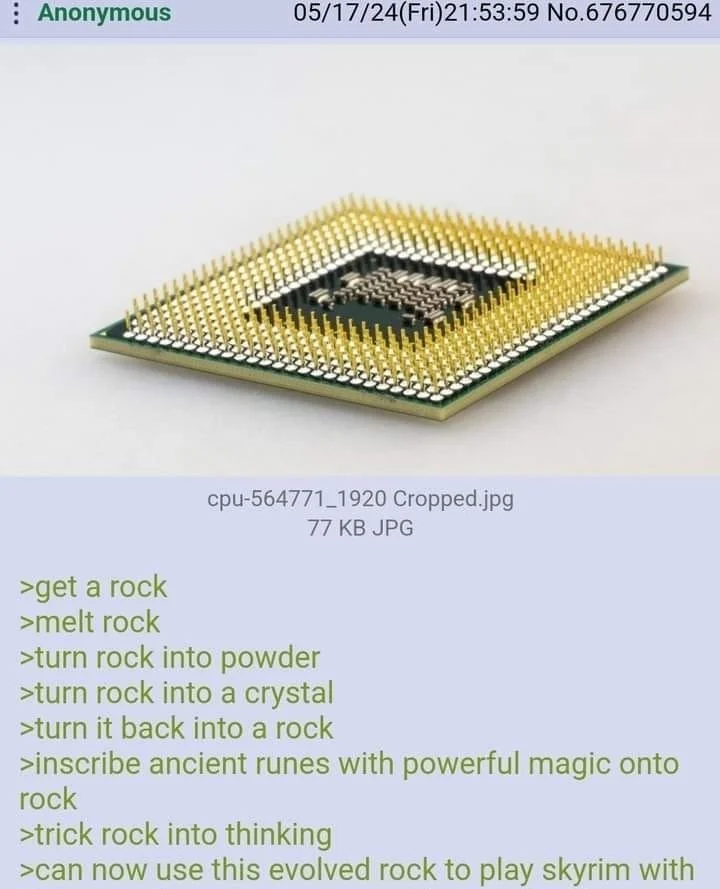 Anonymous 05/17/24(Fri)21:53:59 No.676770594
cpu-564771_1920 Cropped.jpg
77 KB JPG
>get a rock
>melt rock
>turn rock into powder
>turn rock into a crystal
>turn it back into a rock
>inscribe ancient runes with powerful magic onto
rock
>trick rock into thinking
>can now use this evolved rock to play skyrim with